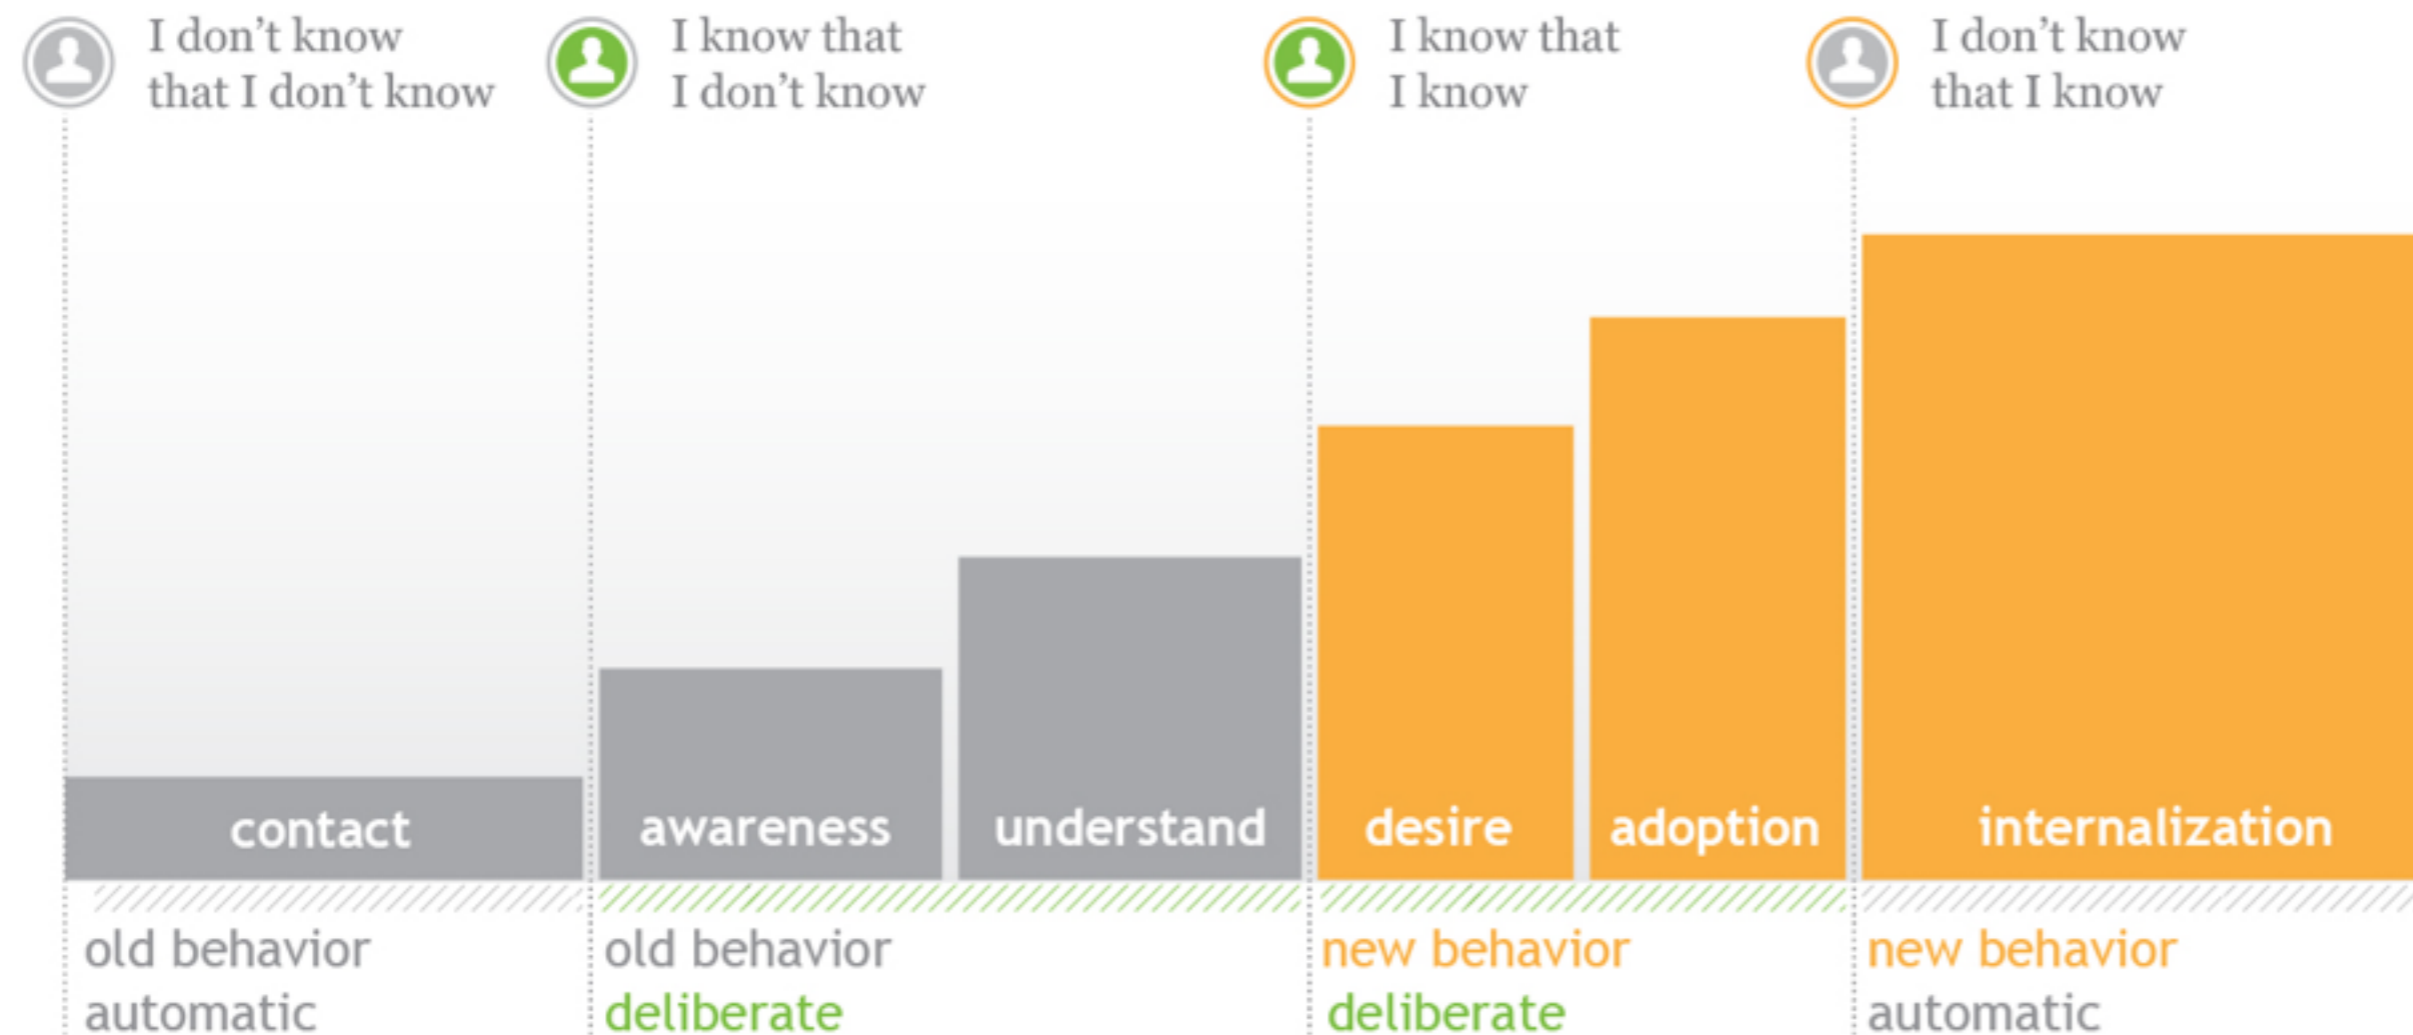 I don’t know
that I don’t know
I know that
I don’t know
I know that
I know
I don’t know
that I know
contact
awareness
understand
desire
adoption
internalization
old behavior
automatic
old behavior
deliberate
new behavior
deliberate
new behavior
automatic